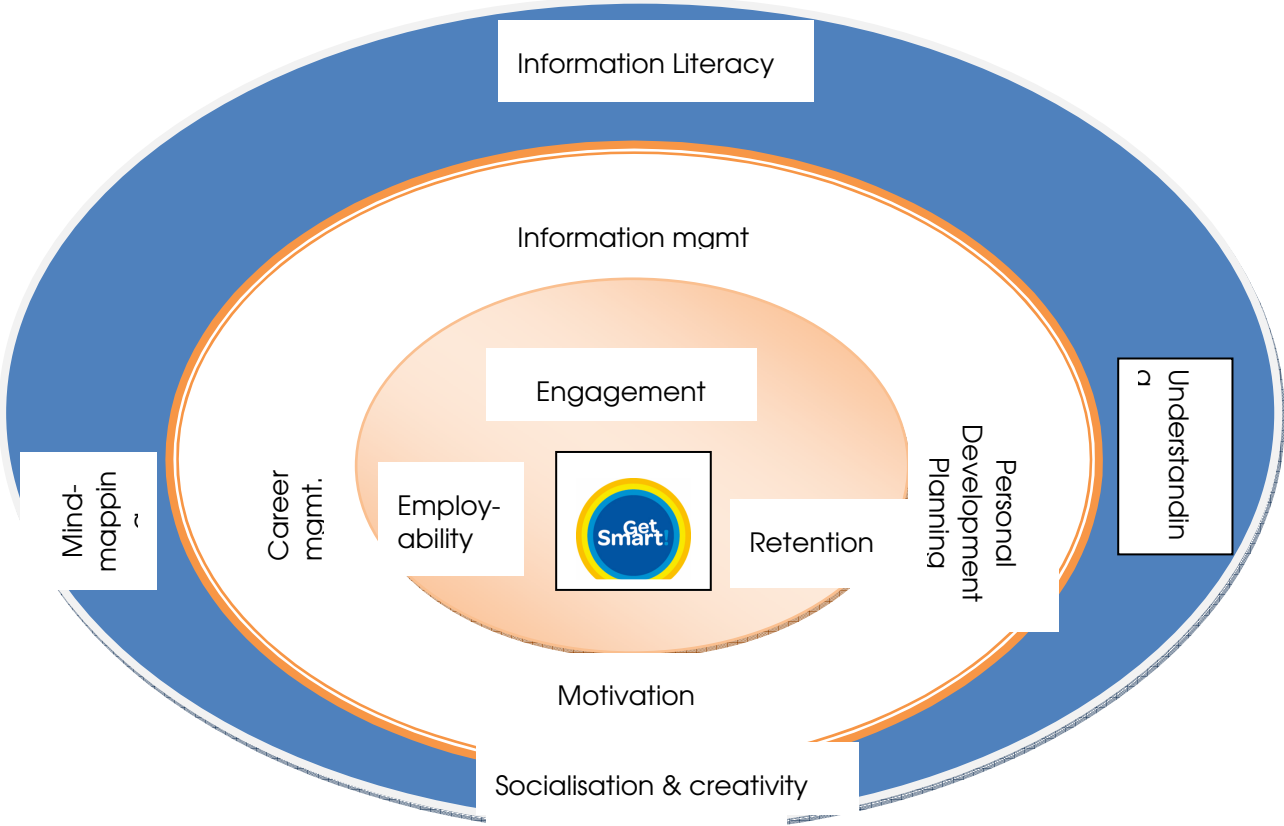 Information Literacy
Information mgmt
Engagement
Understandin
g
Personal
Development
Planning
Mind-
mappin
g
Career
mgmt.
Employ-
ability
Get
Smart!
Retention
Motivation
Socialisation & creativity